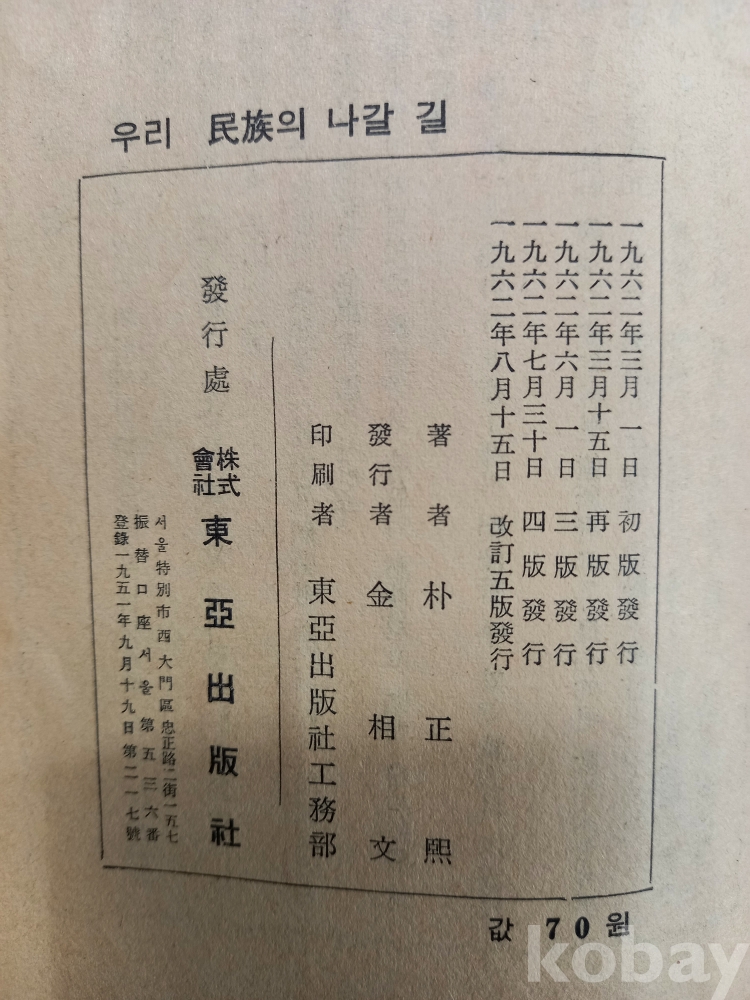 우리 民族의 나갈 길
一九六二年三月一日 初版發行
一九六二年三月十五日 再版發行
一九六二年六月一日 三版發行
一九六二年七月三十日 四版發行
一九六二年八月十五日 改訂五版發行
著者 朴正熙
發行者 金相文
印刷者 東亞出版社工務部
發行處 株式會社 東亞出版社
서울特別市西大門區忠正路二街一五七
振替口座서울第五三六番
登錄一九五一年九月十九日第二一七號
값 70원
kobay